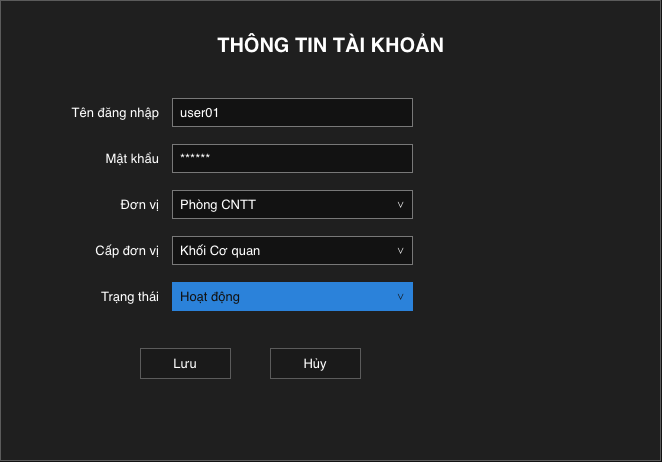 THÔNG TIN TÀI KHOẢN
Tên đăng nhập user01
Mật khẩu ******
Đơn vị Phòng CNTT
Cấp đơn vị Khối Cơ quan
Trạng thái Hoạt động
Lưu Hủy